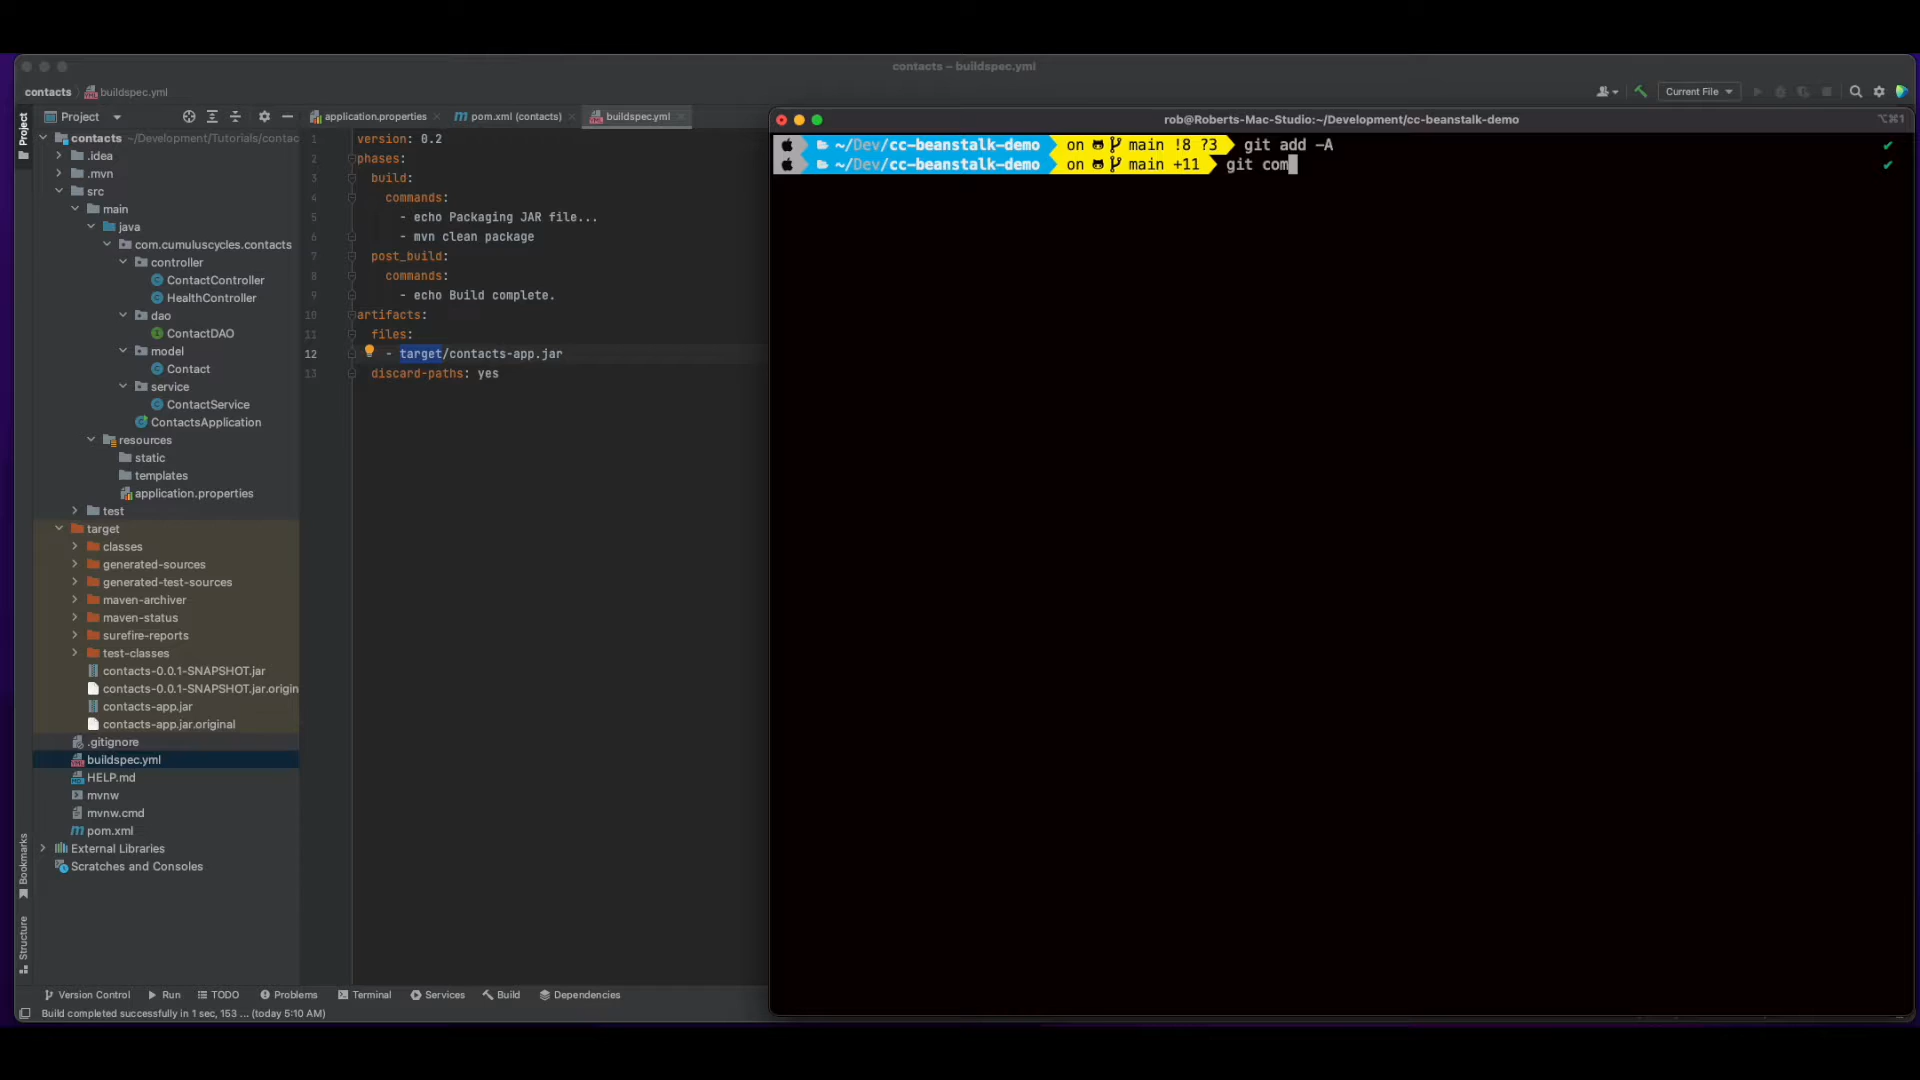 contacts – buildspec.yml
contacts
buildspec.yml
Current File
Project
application.properties
pom.xml (contacts)
buildspec.yml
Project
contacts ~/Development/Tutorials/contac
.idea
.mvn
src
main
java
com.cumuluscycles.contacts
controller
ContactController
HealthController
dao
ContactDAO
model
Contact
service
ContactService
ContactsApplication
resources
static
templates
application.properties
test
target
classes
generated-sources
generated-test-sources
maven-archiver
maven-status
surefire-reports
test-classes
contacts-0.0.1-SNAPSHOT.jar
contacts-0.0.1-SNAPSHOT.jar.origin
contacts-app.jar
contacts-app.jar.original
.gitignore
buildspec.yml
HELP.md
mvnw
mvnw.cmd
pom.xml
External Libraries
Scratches and Consoles
Bookmarks
Structure
1 version: 0.2
2 phases:
3 build:
4 commands:
5 - echo Packaging JAR file...
6 - mvn clean package
7 post_build:
8 commands:
9 - echo Build complete.
10 artifacts:
11 files:
12 - target/contacts-app.jar
13 discard-paths: yes
rob@Roberts-Mac-Studio:~/Development/cc-beanstalk-demo
⌥⌘1
~/Dev/cc-beanstalk-demo on main !8 ?3 git add -A ✔
~/Dev/cc-beanstalk-demo on main +11 git com ✔
Version Control
Run
TODO
Problems
Terminal
Services
Build
Dependencies
Build completed successfully in 1 sec, 153 ... (today 5:10 AM)